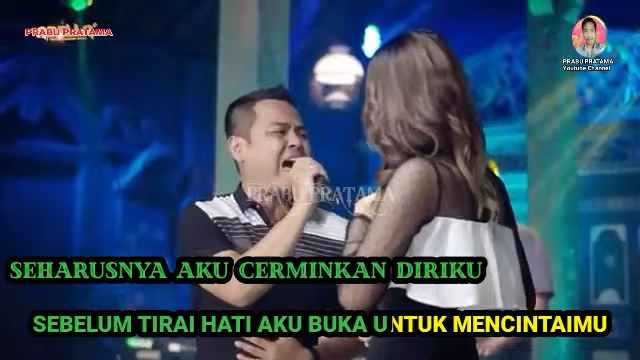 PRABU PRATAMA
PRABU PRATAMA
Youtube Channel
PRABU PRATAMA
SEHARUSNYA AKU CERMINKAN DIRIKU
SEBELUM TIRAI HATI AKU BUKA UNTUK MENCINTAIMU